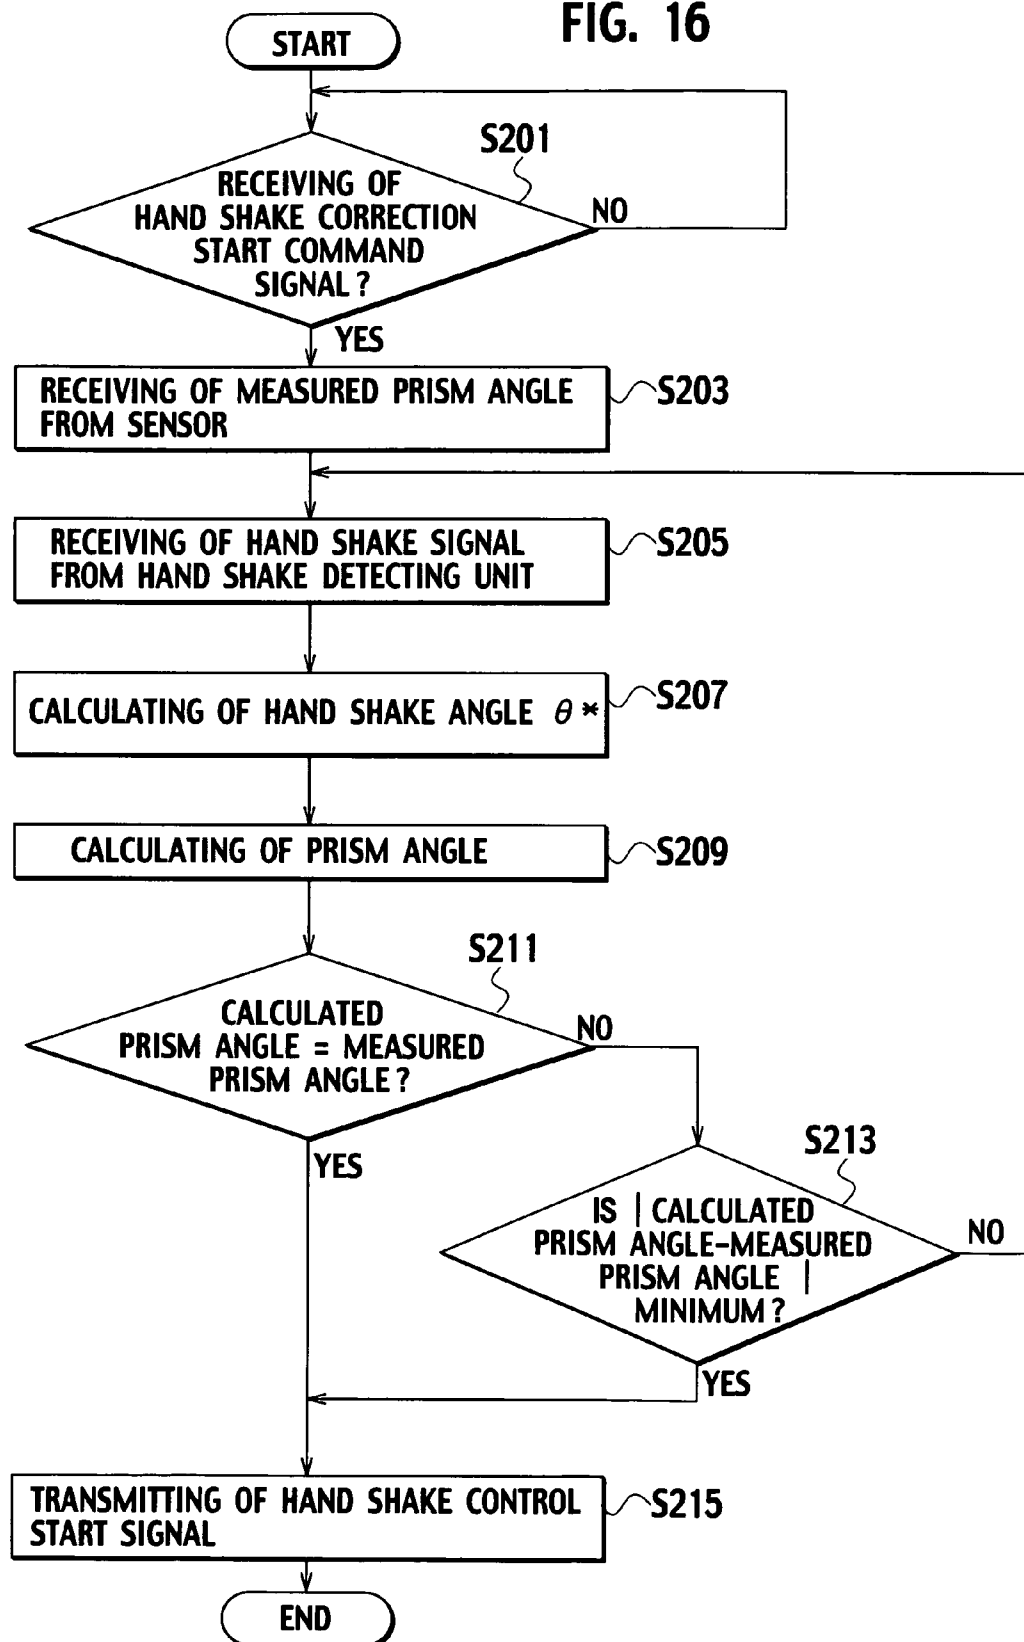 FIG. 16
START
S201
RECEIVING OF
HAND SHAKE CORRECTION
START COMMAND
SIGNAL?
NO
YES
RECEIVING OF MEASURED PRISM ANGLE
FROM SENSOR
S203
RECEIVING OF HAND SHAKE SIGNAL
FROM HAND SHAKE DETECTING UNIT
S205
CALCULATING OF HAND SHAKE ANGLE θ*
S207
CALCULATING OF PRISM ANGLE
S209
S211
CALCULATED
PRISM ANGLE = MEASURED
PRISM ANGLE?
NO
YES
S213
IS | CALCULATED
PRISM ANGLE-MEASURED
PRISM ANGLE |
MINIMUM?
NO
YES
TRANSMITTING OF HAND SHAKE CONTROL
START SIGNAL
S215
END